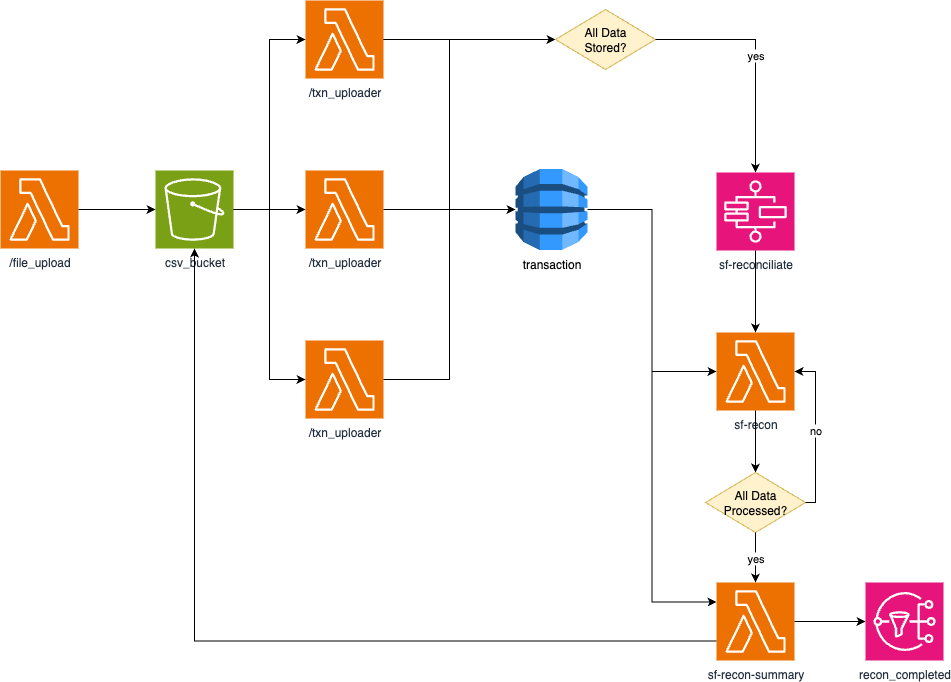 All Data
Stored?
yes
/txn_uploader
/file_upload
csv_bucket
/txn_uploader
transaction
sf-reconciliate
/txn_uploader
sf-recon
no
All Data
Processed?
yes
sf-recon-summary
recon_completed